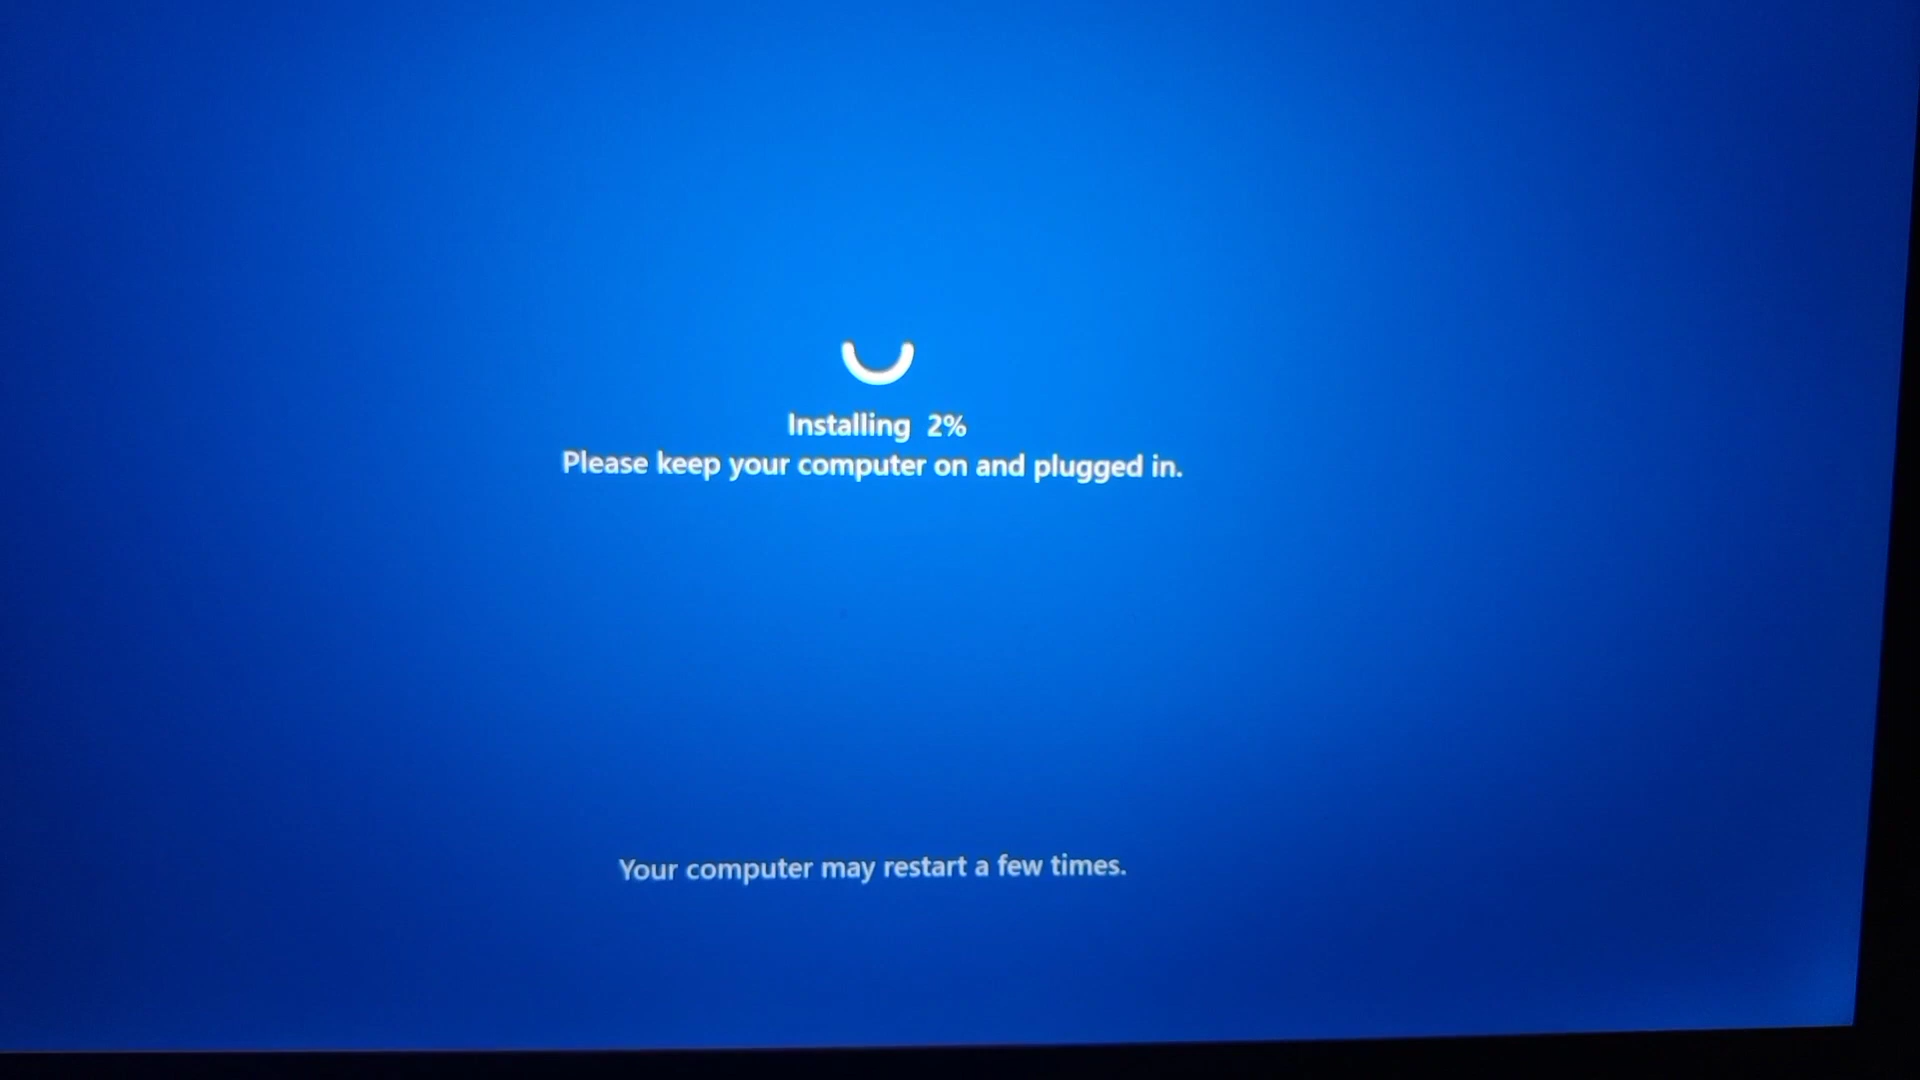 Installing 2%
Please keep your computer on and plugged in.
Your computer may restart a few times.